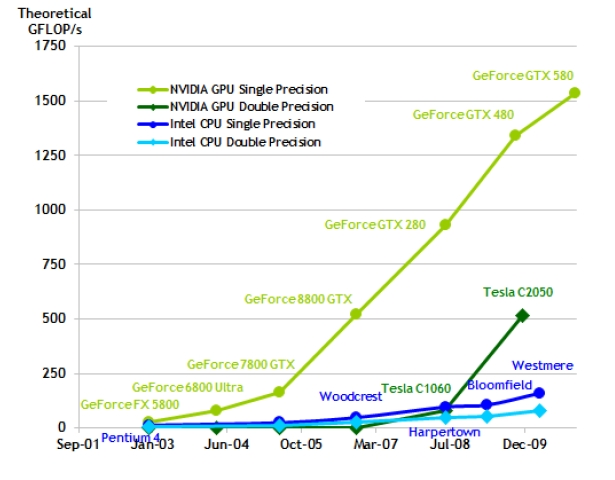 Theoretical
GFLOP/s
1750
1500
1250
1000
750
500
250
0
NVIDIA GPU Single Precision
NVIDIA GPU Double Precision
Intel CPU Single Precision
Intel CPU Double Precision
GeForce GTX 580
GeForce GTX 480
GeForce GTX 280
GeForce 8800 GTX
Tesla C2050
GeForce 7800 GTX
Westmere
GeForce 6800 Ultra
Tesla C1060
Bloomfield
Woodcrest
GeForce FX 5800
Harpertown
Pentium 4
Sep-01 Jan-03 Jun-04 Oct-05 Mar-07 Jul-08 Dec-09